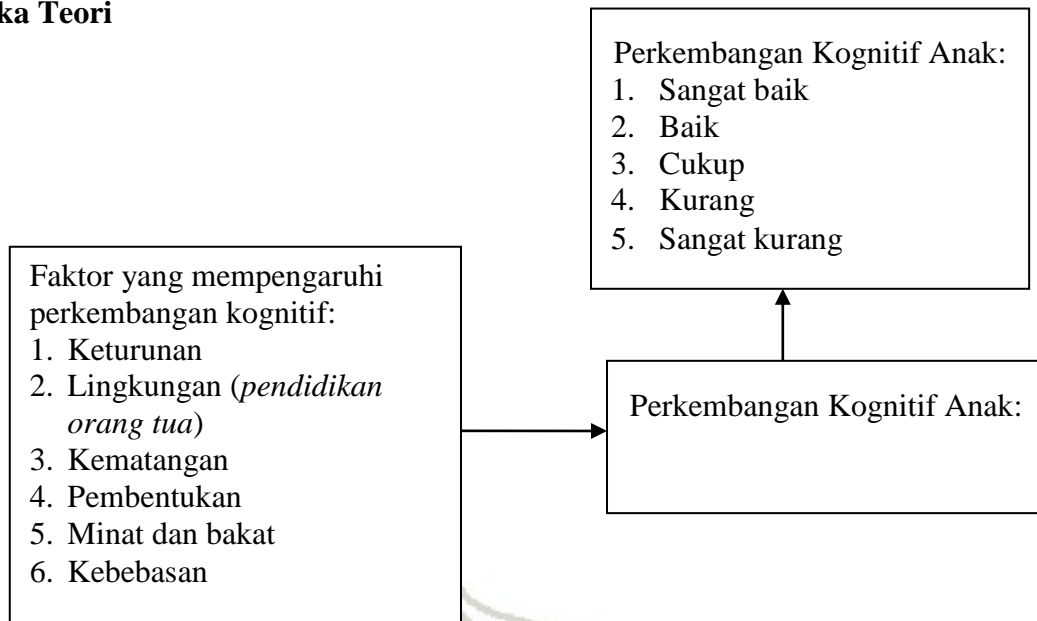 ka Teori
Perkembangan Kognitif Anak:
1. Sangat baik
2. Baik
3. Cukup
4. Kurang
5. Sangat kurang
Faktor yang mempengaruhi
perkembangan kognitif:
1. Keturunan
2. Lingkungan (pendidikan
orang tua)
3. Kematangan
4. Pembentukan
5. Minat dan bakat
6. Kebebasan
Perkembangan Kognitif Anak: